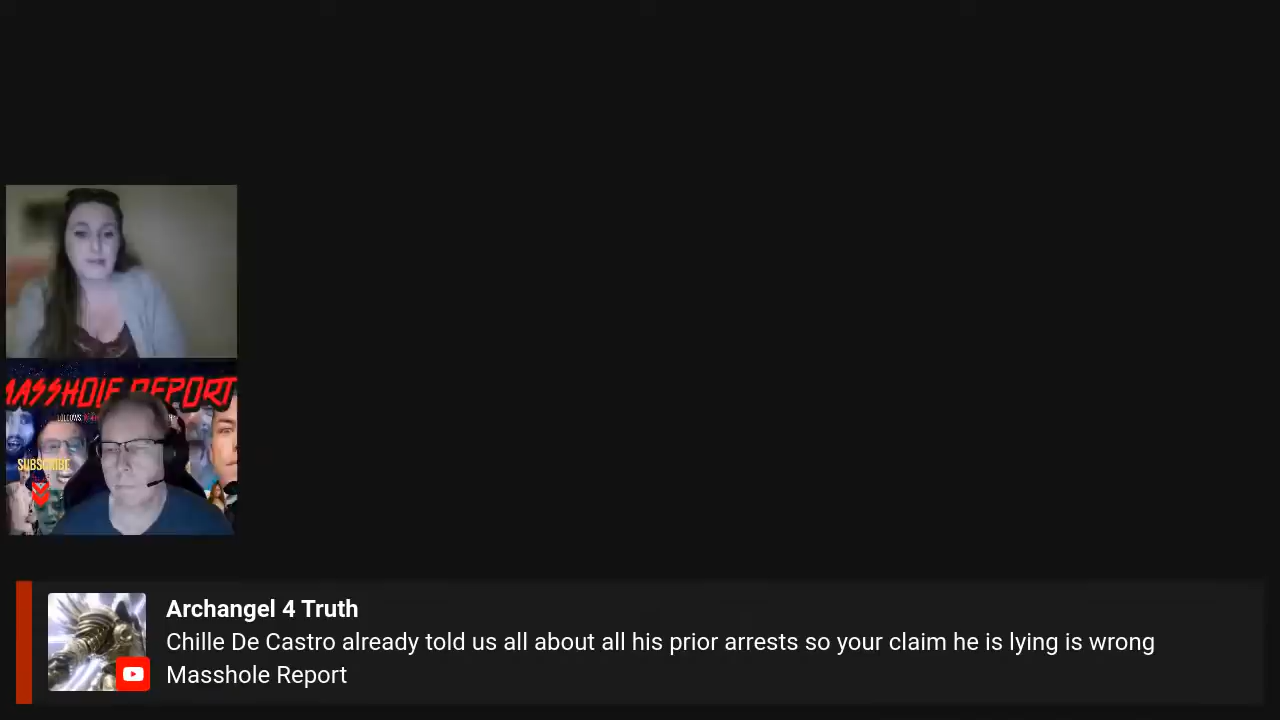 MASSHOLE REPORT
SUBSCRIBE
Archangel 4 Truth
Chille De Castro already told us all about all his prior arrests so your claim he is lying is wrong
Masshole Report